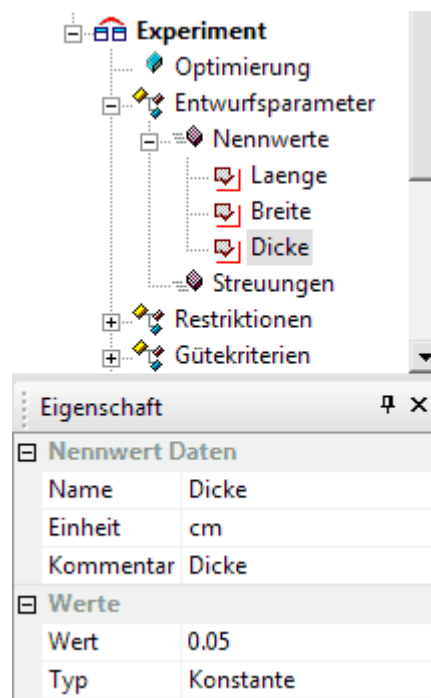 Experiment
Optimierung
Entwurfsparameter
Nennwerte
Laenge
Breite
Dicke
Streuungen
Restriktionen
Gütekriterien
Eigenschaft
Nennwert Daten
Name Dicke
Einheit cm
Kommentar Dicke
Werte
Wert 0.05
Typ Konstante